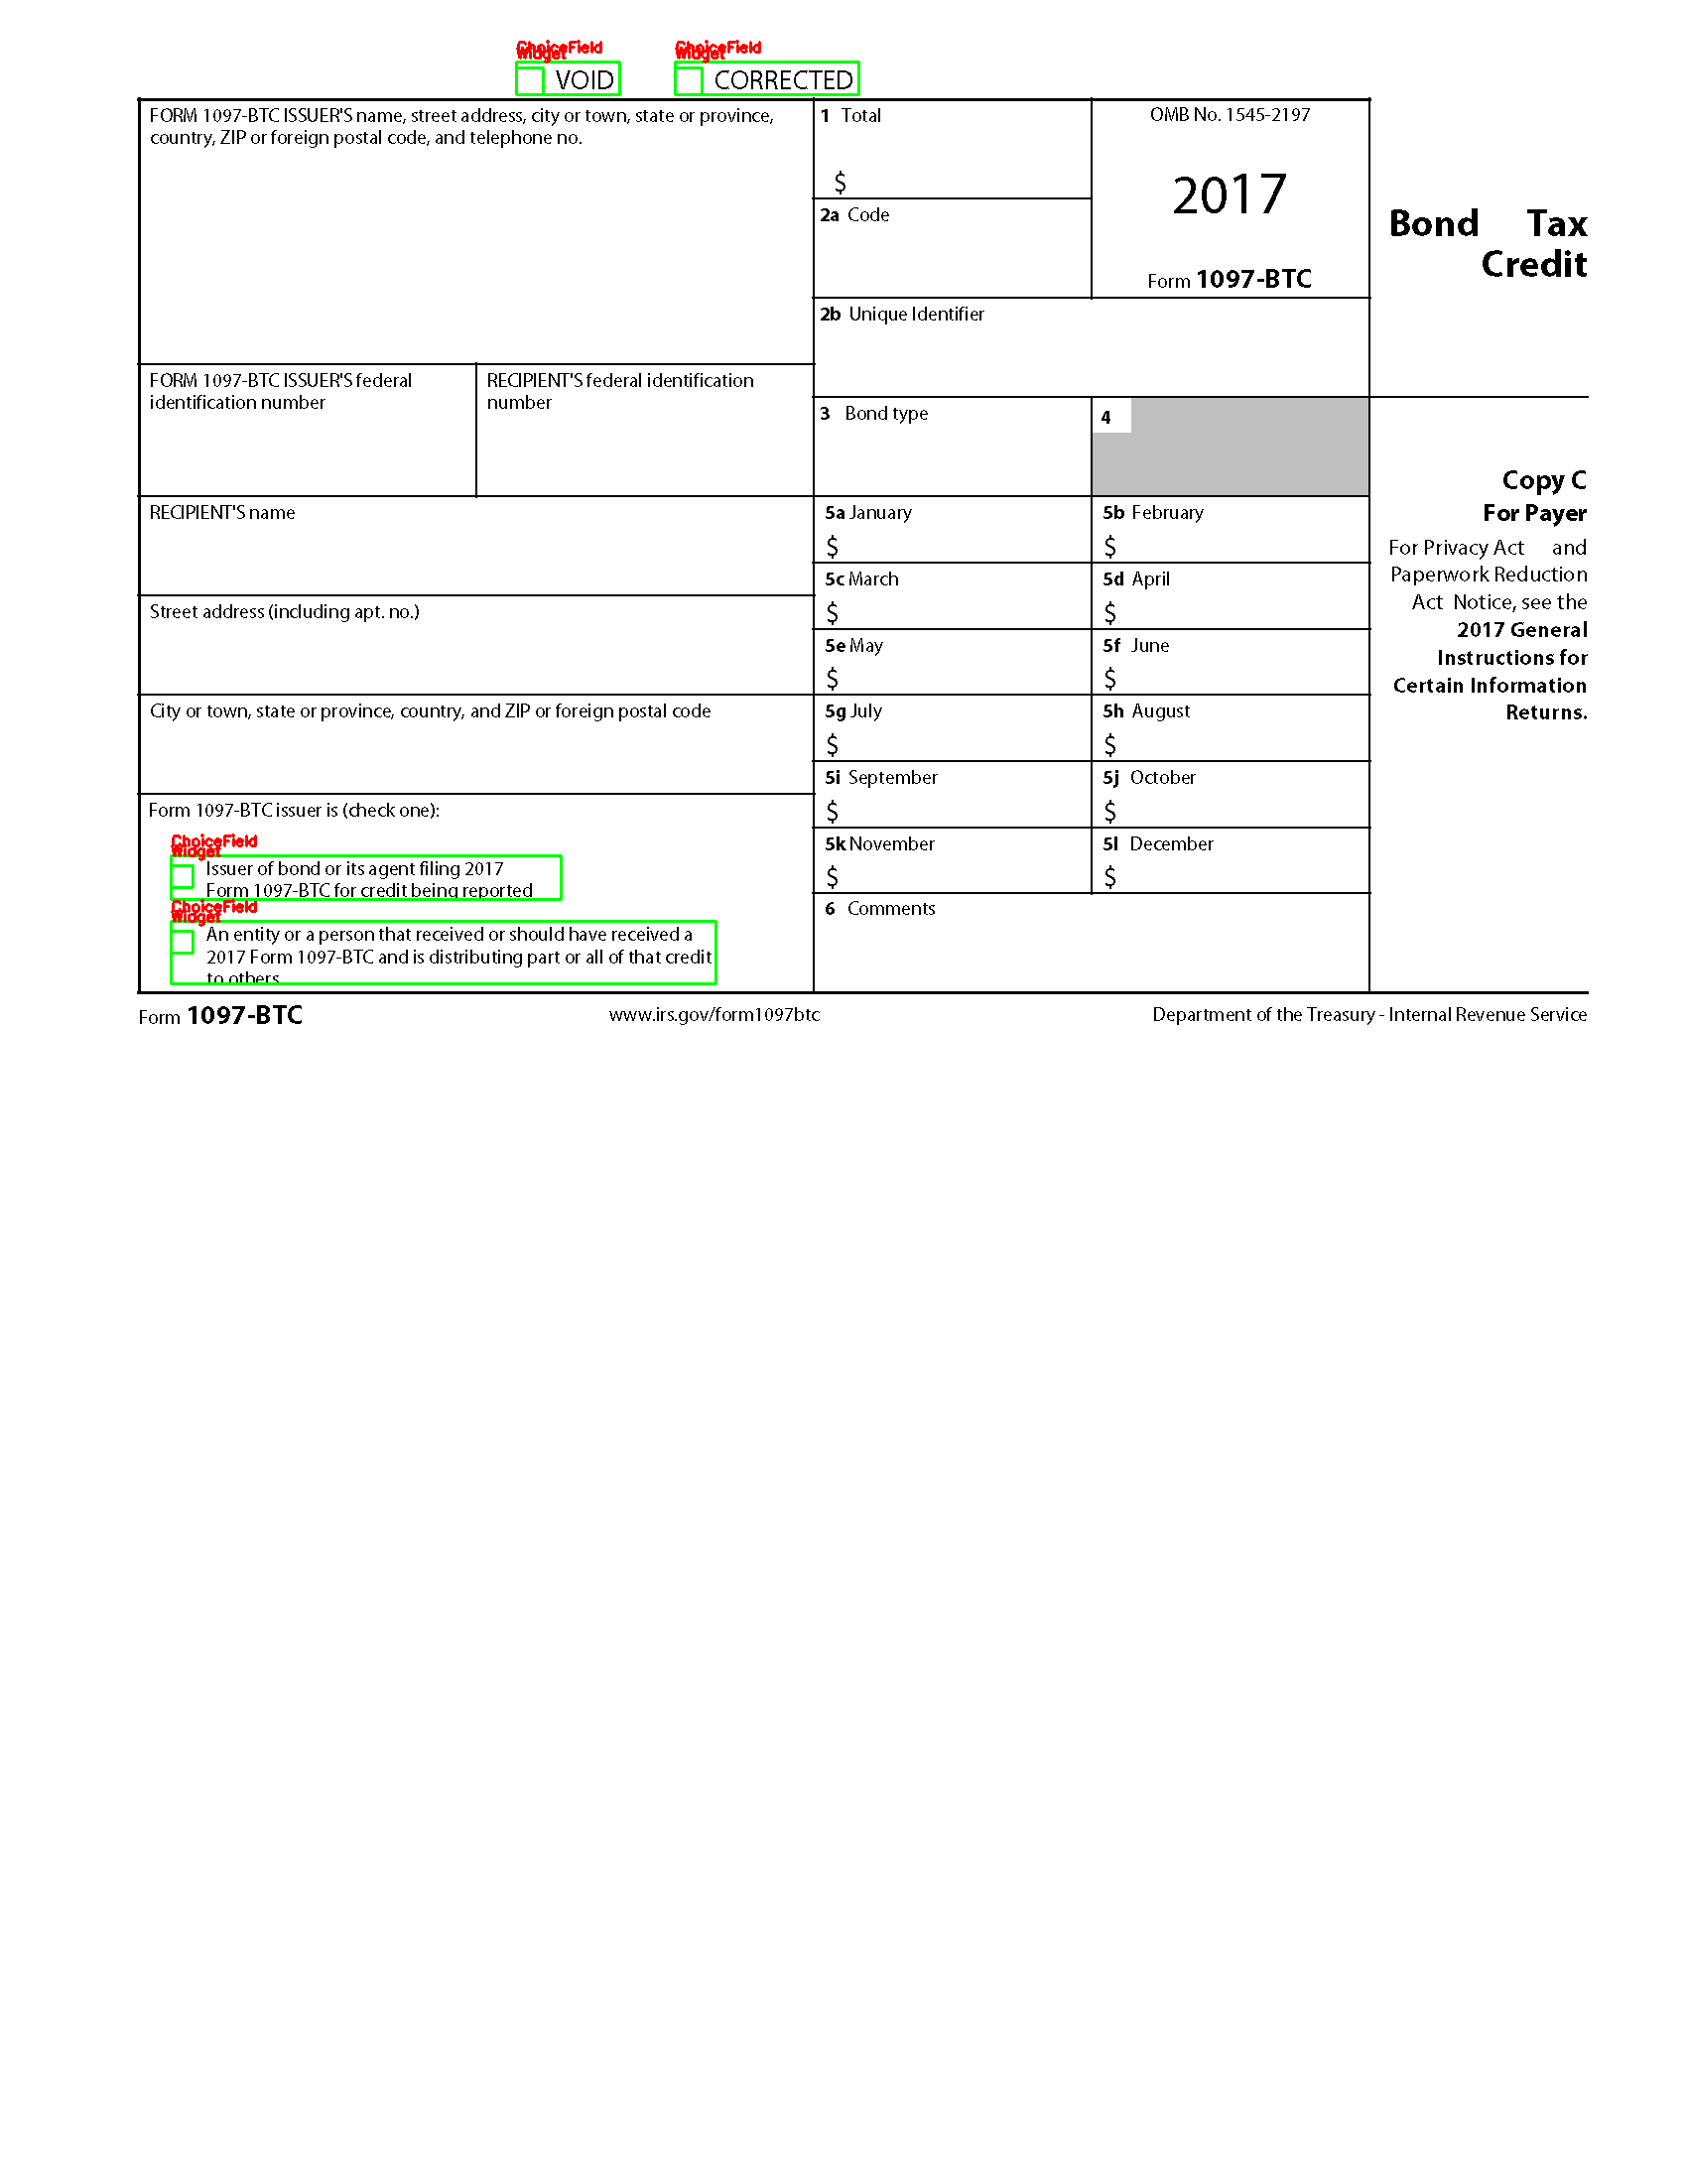 ChoiceField
Widget
VOID
ChoiceField
Widget
CORRECTED
FORM 1097-BTC ISSUER'S name, street address, city or town, state or province,
country, ZIP or foreign postal code, and telephone no.
1 Total
$
2a Code
OMB No. 1545-2197
2017
Form 1097-BTC
Bond Tax
Credit
2b Unique Identifier
FORM 1097-BTC ISSUER'S federal
identification number
RECIPIENT'S federal identification
number
3 Bond type
4
Copy C
For Payer
For Privacy Act and
Paperwork Reduction
Act Notice, see the
2017 General
Instructions for
Certain Information
Returns.
RECIPIENT'S name
Street address (including apt. no.)
City or town, state or province, country, and ZIP or foreign postal code
5a January
$
5b February
$
5c March
$
5d April
$
5e May
$
5f June
$
5g July
$
5h August
$
5i September
$
5j October
$
5k November
$
5l December
$
6 Comments
Form 1097-BTC issuer is (check one):
ChoiceField
Widget
Issuer of bond or its agent filing 2017
Form 1097-BTC for credit being reported
ChoiceField
Widget
An entity or a person that received or should have received a
2017 Form 1097-BTC and is distributing part or all of that credit
to others
Form 1097-BTC
www.irs.gov/form1097btc
Department of the Treasury - Internal Revenue Service